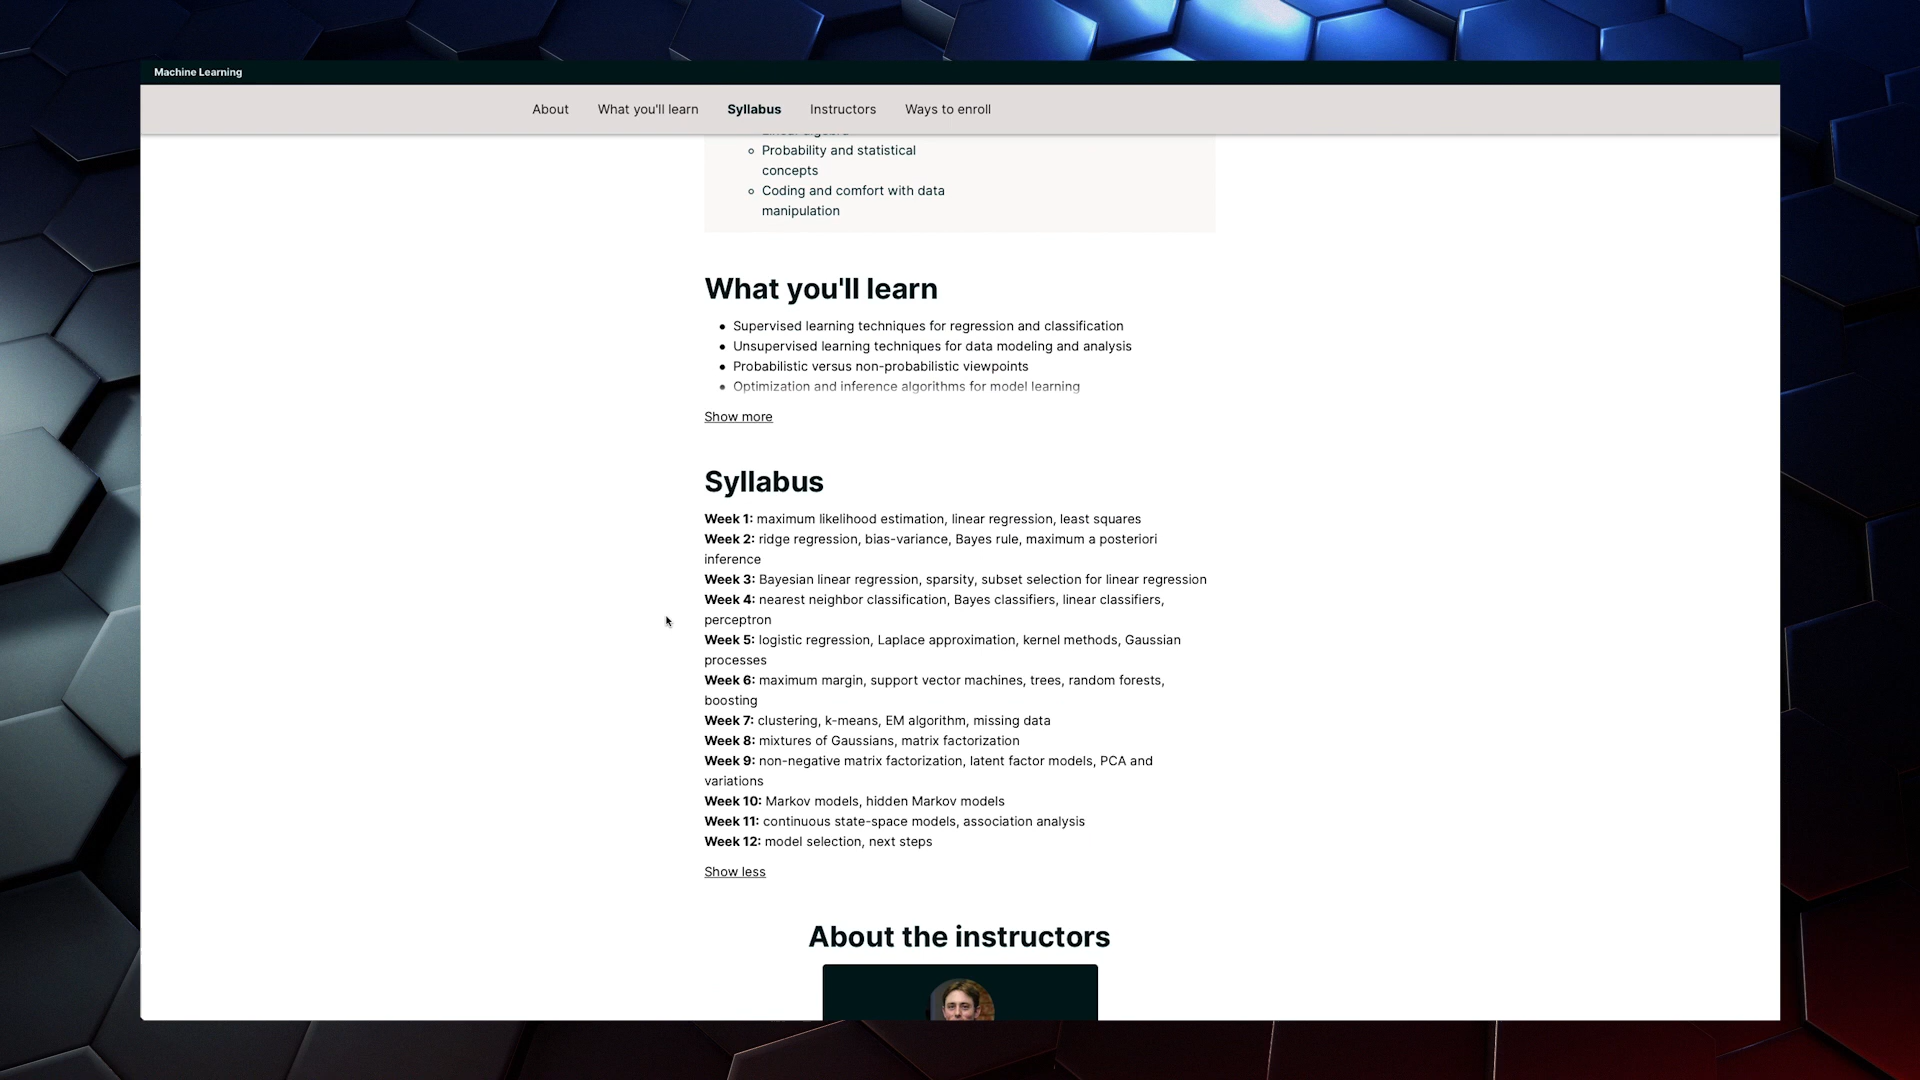 Machine Learning
About What you'll learn Syllabus Instructors Ways to enroll
Linear algebra
Probability and statistical
concepts
Coding and comfort with data
manipulation
What you'll learn
Supervised learning techniques for regression and classification
Unsupervised learning techniques for data modeling and analysis
Probabilistic versus non-probabilistic viewpoints
Optimization and inference algorithms for model learning
Show more
Syllabus
Week 1: maximum likelihood estimation, linear regression, least squares
Week 2: ridge regression, bias-variance, Bayes rule, maximum a posteriori
inference
Week 3: Bayesian linear regression, sparsity, subset selection for linear regression
Week 4: nearest neighbor classification, Bayes classifiers, linear classifiers,
perceptron
Week 5: logistic regression, Laplace approximation, kernel methods, Gaussian
processes
Week 6: maximum margin, support vector machines, trees, random forests,
boosting
Week 7: clustering, k-means, EM algorithm, missing data
Week 8: mixtures of Gaussians, matrix factorization
Week 9: non-negative matrix factorization, latent factor models, PCA and
variations
Week 10: Markov models, hidden Markov models
Week 11: continuous state-space models, association analysis
Week 12: model selection, next steps
Show less
About the instructors